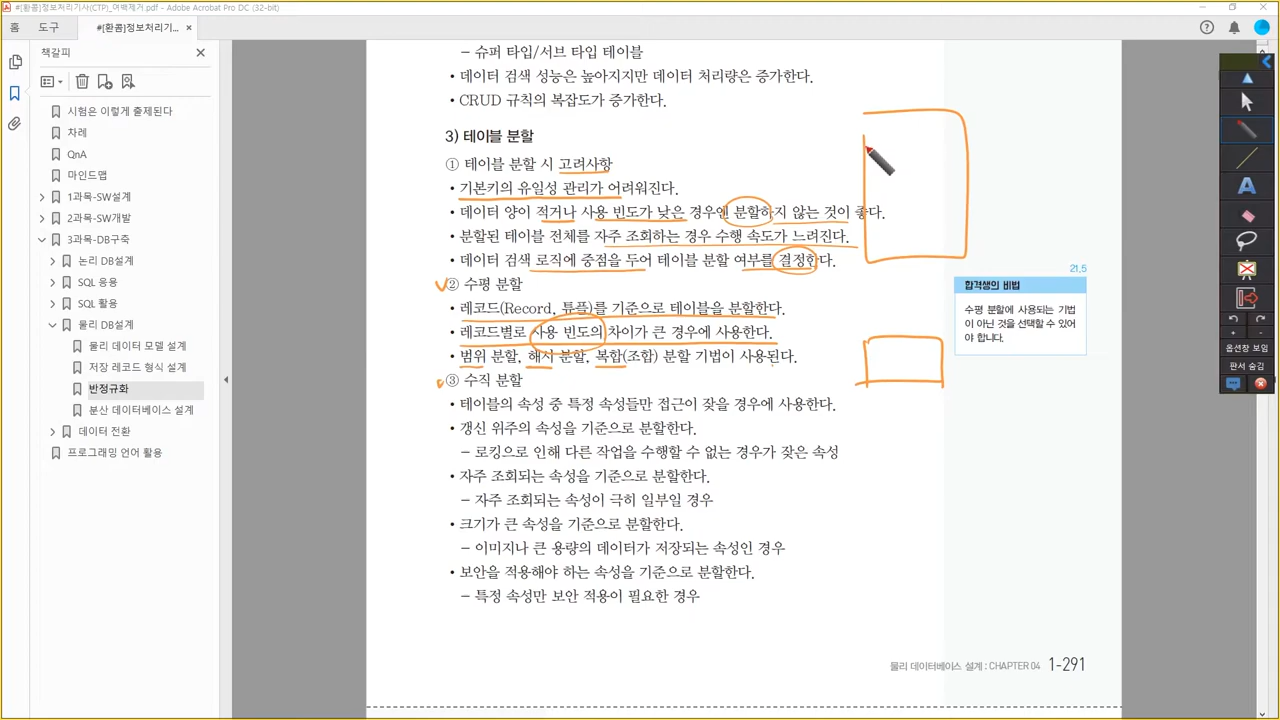 #[환콤]정보처리기사(CTP)_여백제거.pdf - Adobe Acrobat Pro DC (32-bit)
홈 도구 #[환콤]정보처리기... ×
책갈피
시험은 이렇게 출제된다
차례
QnA
마인드맵
1과목-SW설계
2과목-SW개발
3과목-DB구축
논리 DB설계
SQL 응용
SQL 활용
물리 DB설계
물리 데이터 모델 설계
저장 레코드 형식 설계
반정규화
분산 데이터베이스 설계
데이터 전환
프로그래밍 언어 활용
– 슈퍼 타입/서브 타입 테이블
• 데이터 검색 성능은 높아지지만 데이터 처리량은 증가한다.
• CRUD 규칙의 복잡도가 증가한다.
3) 테이블 분할
① 테이블 분할 시 고려사항
• 기본키의 유일성 관리가 어려워진다.
• 데이터 양이 적거나 사용 빈도가 낮은 경우엔 분할하지 않는 것이 좋다.
• 분할된 테이블 전체를 자주 조회하는 경우 수행 속도가 느려진다.
• 데이터 검색 로직에 중점을 두어 테이블 분할 여부를 결정한다.
② 수평 분할
• 레코드(Record, 튜플)를 기준으로 테이블을 분할한다.
• 레코드별로 사용 빈도의 차이가 큰 경우에 사용한다.
• 범위 분할, 해시 분할, 복합(조합) 분할 기법이 사용된다.
③ 수직 분할
• 테이블의 속성 중 특정 속성들만 접근이 잦을 경우에 사용한다.
• 갱신 위주의 속성을 기준으로 분할한다.
– 로킹으로 인해 다른 작업을 수행할 수 없는 경우가 잦은 속성
• 자주 조회되는 속성을 기준으로 분할한다.
– 자주 조회되는 속성이 극히 일부일 경우
• 크기가 큰 속성을 기준으로 분할한다.
– 이미지나 큰 용량의 데이터가 저장되는 속성인 경우
• 보안을 적용해야 하는 속성을 기준으로 분할한다.
– 특정 속성만 보안 적용이 필요한 경우
21.5
합격생의 비법
수평 분할에 사용되는 기법
이 아닌 것을 선택할 수 있어
야 합니다.
물리 데이터베이스 설계 : CHAPTER 04 1-291
A
옵션창 보임
판서 숨김